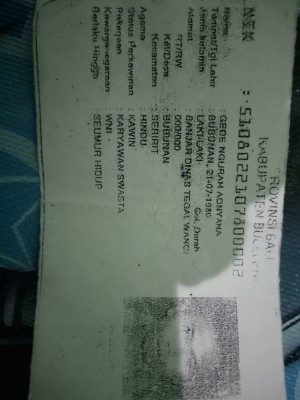 PROVINSI BALI
KABUPATEN BULELENG
NIK : 5108022107800002
Nama : GEDE NGURAH ADNYANA
Tempat/Tgl Lahir : BUBUNAN, 21-07-1980
Jenis kelamin : LAKI-LAKI Gol. Darah
Alamat : BANJAR DINAS TEGAL WANGI
RT/RW : 000/000
Kel/Desa : BUBUNAN
Kecamatan : SERIRIT
Agama : HINDU
Status Perkawinan : KAWIN
Pekerjaan : KARYAWAN SWASTA
Kewarganegaraan : WNI
Berlaku Hingga : SEUMUR HIDUP